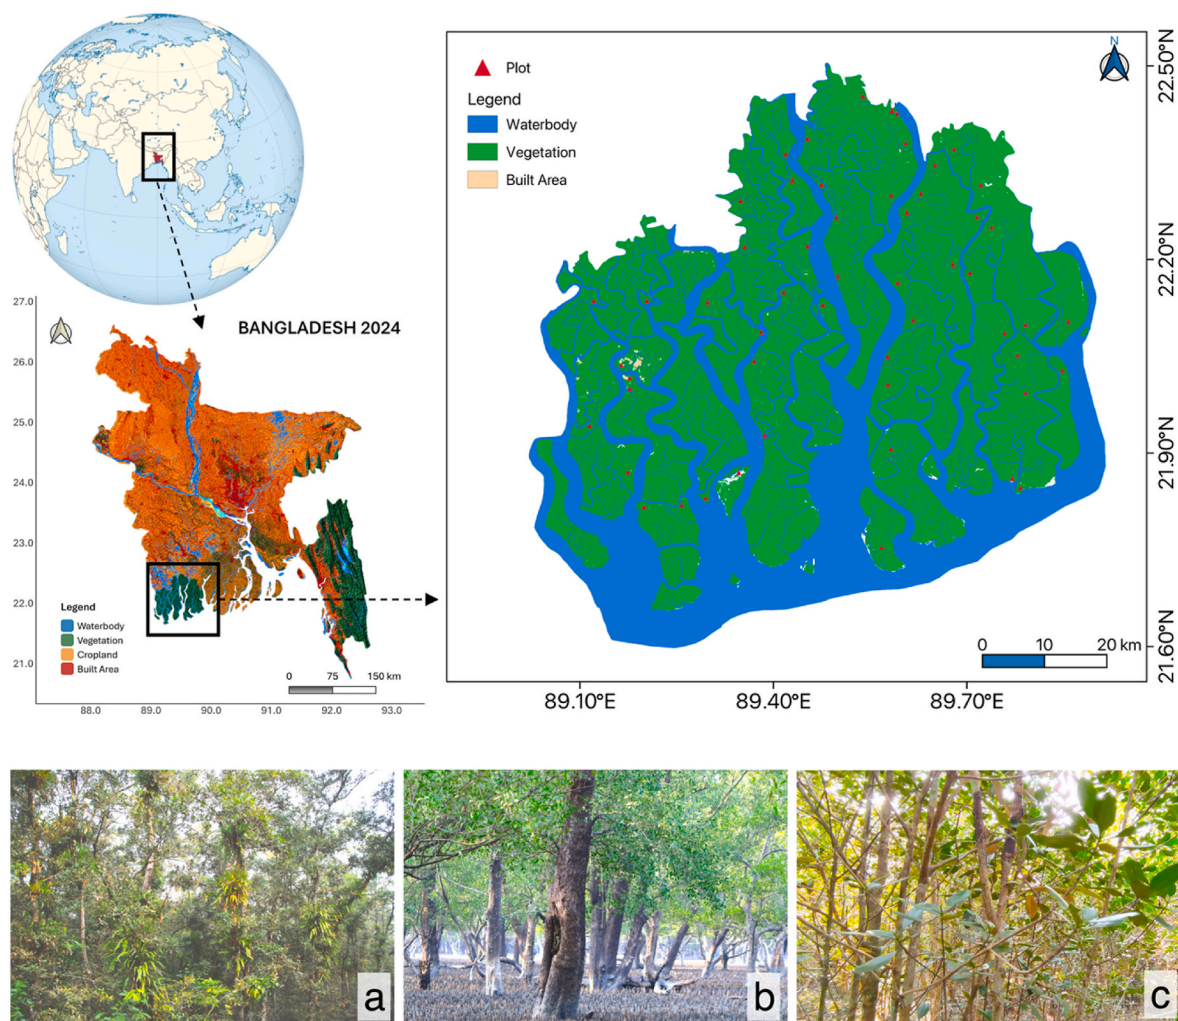 N
Plot
Legend
Waterbody
Vegetation
Built Area
22.50°N
22.20°N
21.90°N
21.60°N
0 10 20 km
89.10°E 89.40°E 89.70°E
BANGLADESH 2024
27.0
26.0
25.0
24.0
23.0
22.0
21.0
Legend
Waterbody
Vegetation
Cropland
Built Area
0 75 150 km
88.0 89.0 90.0 91.0 92.0 93.0
a
b
c